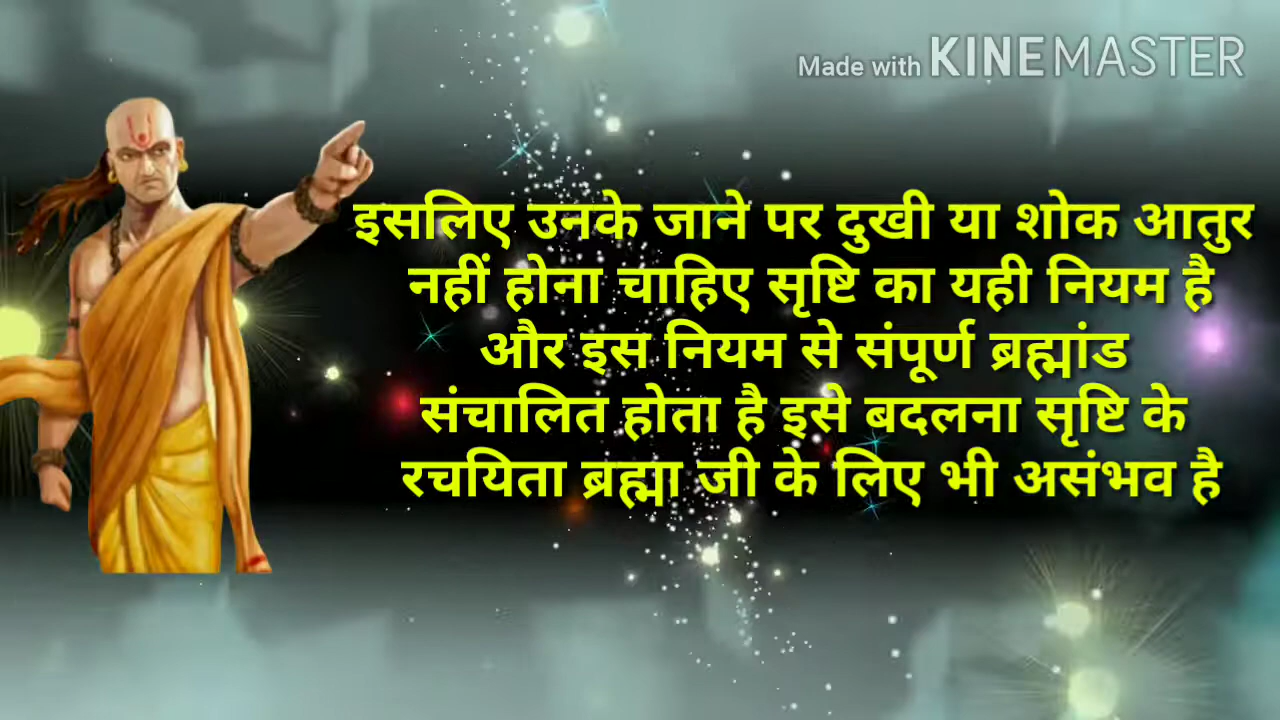 Made with KINEMASTER
इसलिए उनके जाने पर दुखी या शोक आतुर
नहीं होना चाहिए सृष्टि का यही नियम है
और इस नियम से संपूर्ण ब्रह्मांड
संचालित होता है इसे बदलना सृष्टि के
रचयिता ब्रह्मा जी के लिए भी असंभव है